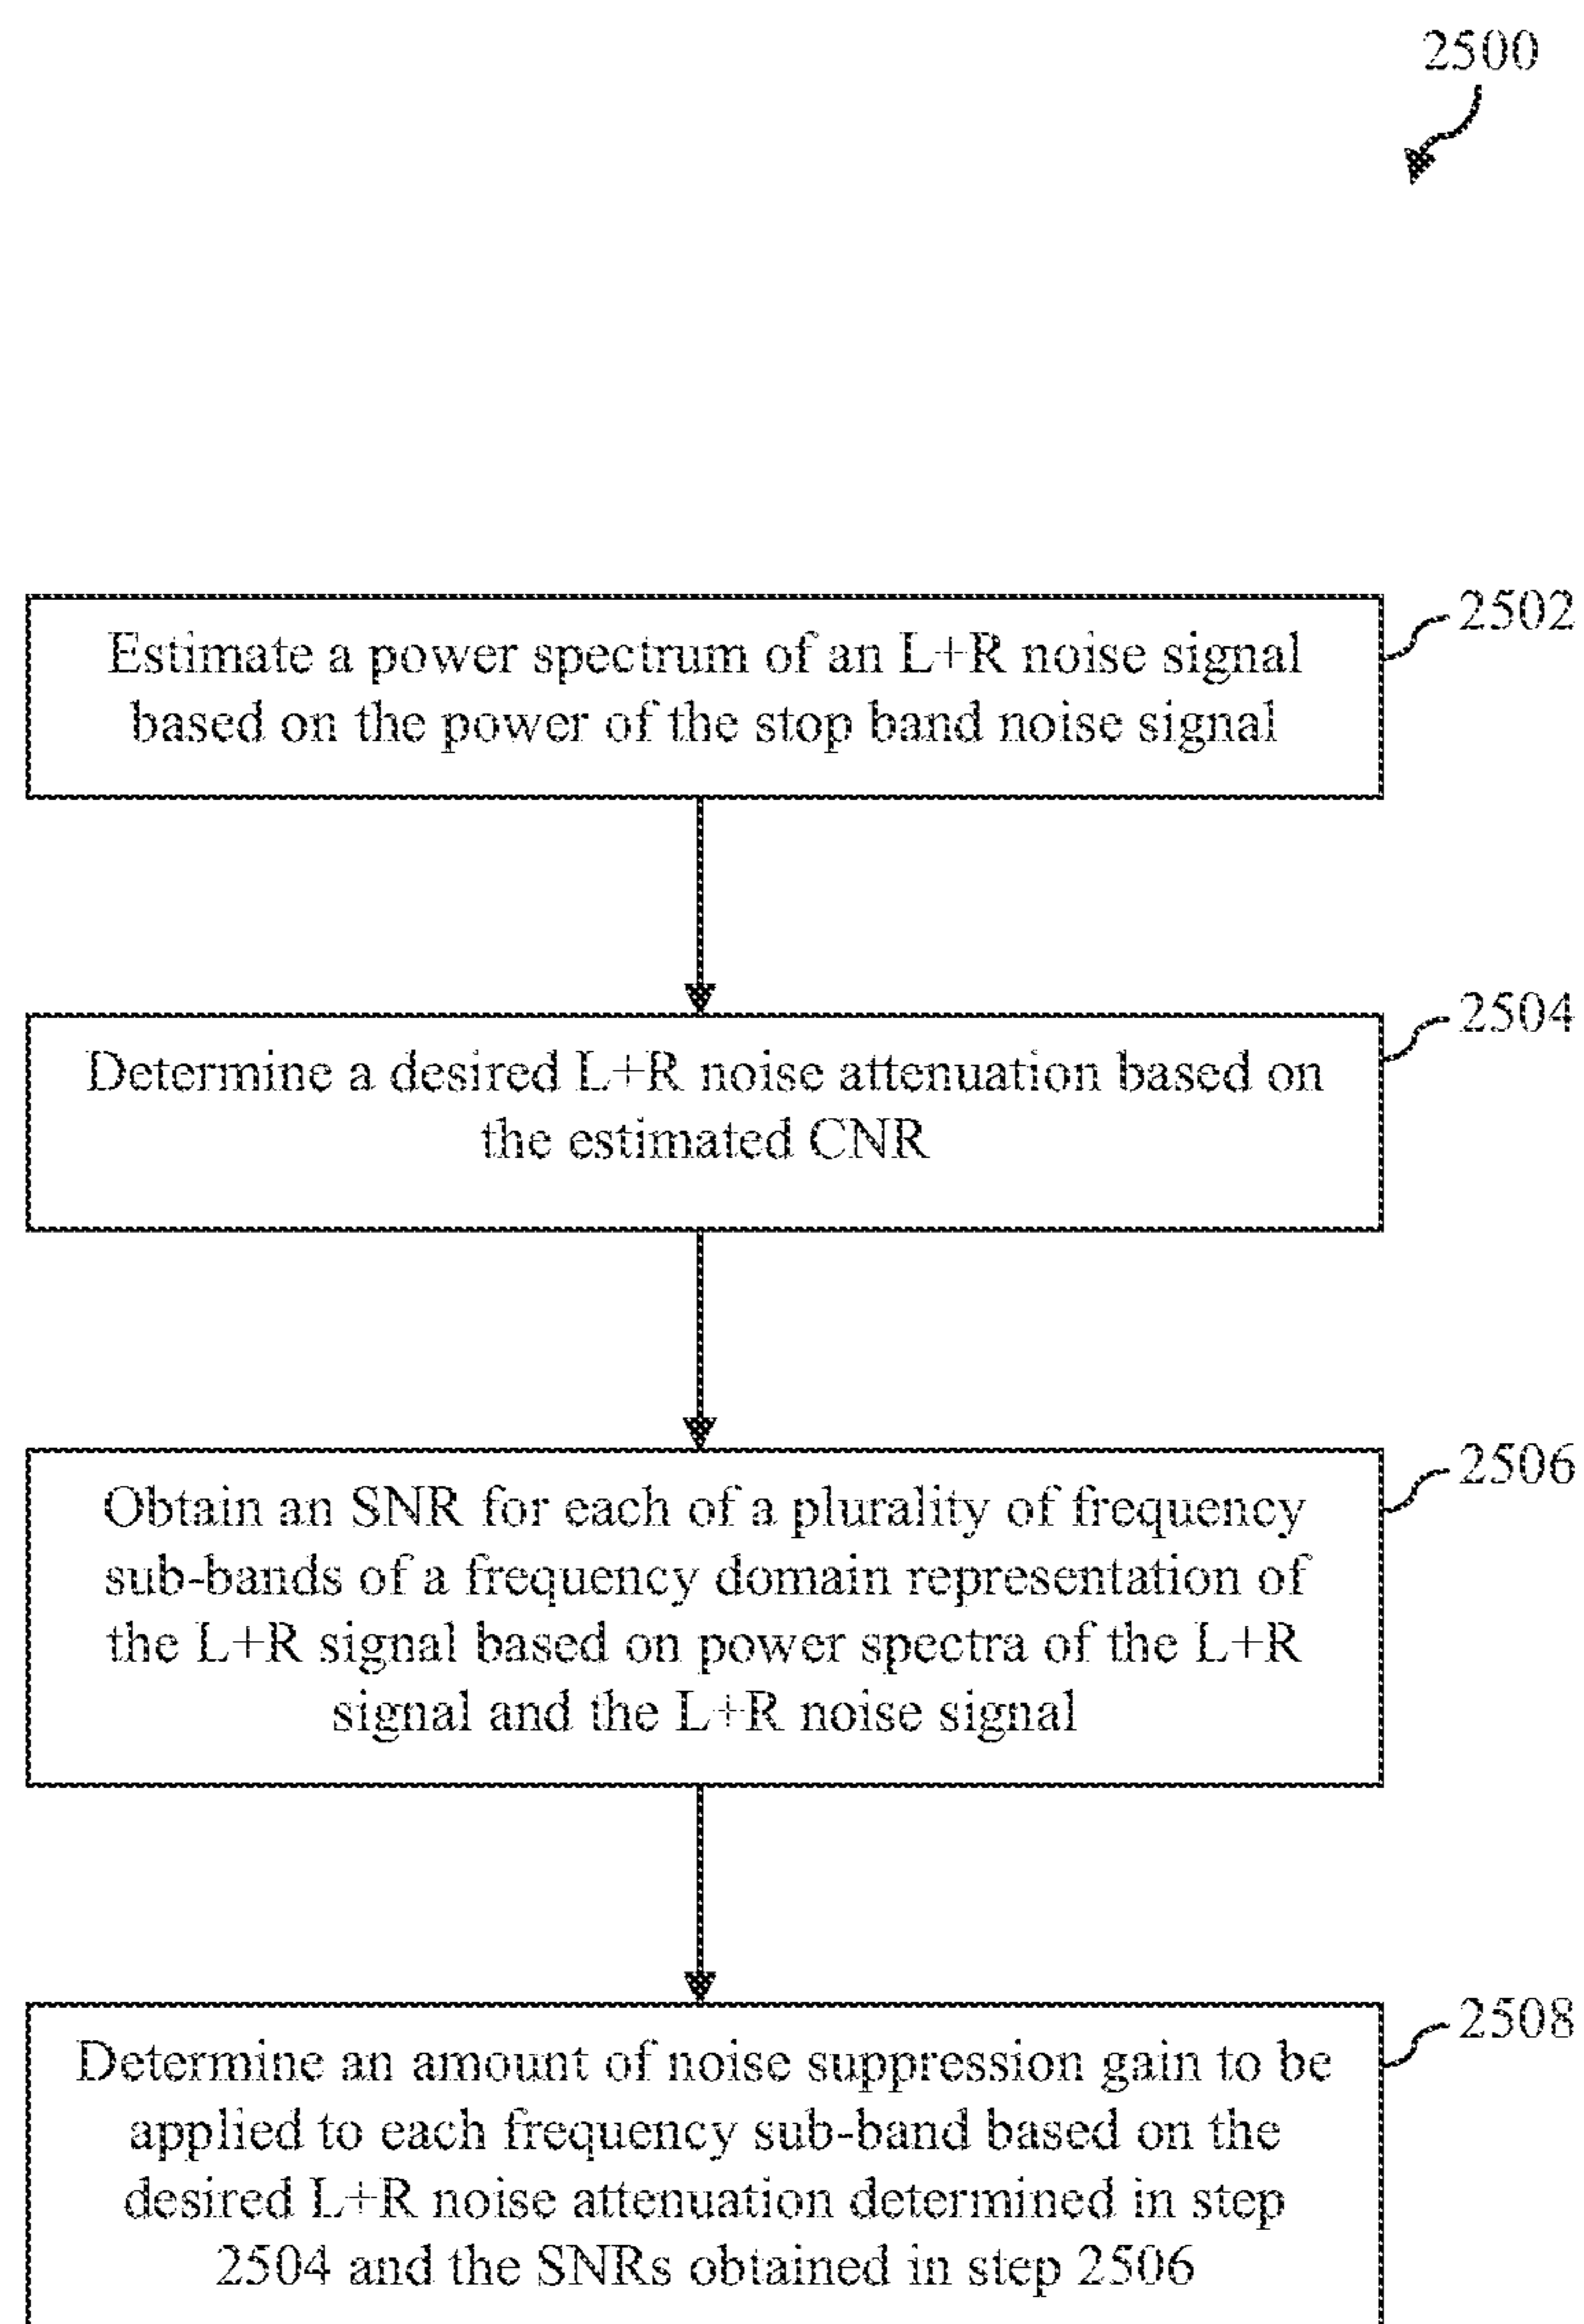 2500
2502
Estimate a power spectrum of an L+R noise signal
based on the power of the stop band noise signal
2504
Determine a desired L+R noise attenuation based on
the estimated CNR
2506
Obtain an SNR for each of a plurality of frequency
sub-bands of a frequency domain representation of
the L+R signal based on power spectra of the L+R
signal and the L+R noise signal
2508
Determine an amount of noise suppression gain to be
applied to each frequency sub-band based on the
desired L+R noise attenuation determined in step
2504 and the SNRs obtained in step 2506